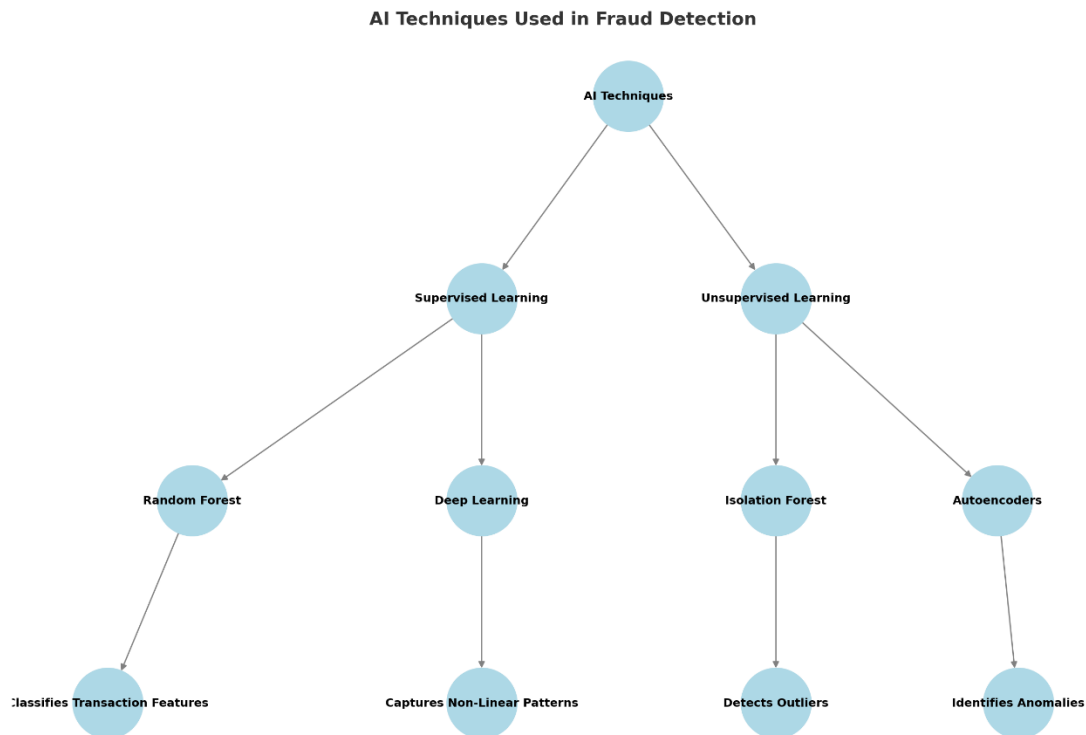 AI Techniques Used in Fraud Detection
AI Techniques
Supervised Learning
Unsupervised Learning
Random Forest
Deep Learning
Isolation Forest
Autoencoders
lassifies Transaction Features
Captures Non-Linear Patterns
Detects Outliers
Identifies Anomalies